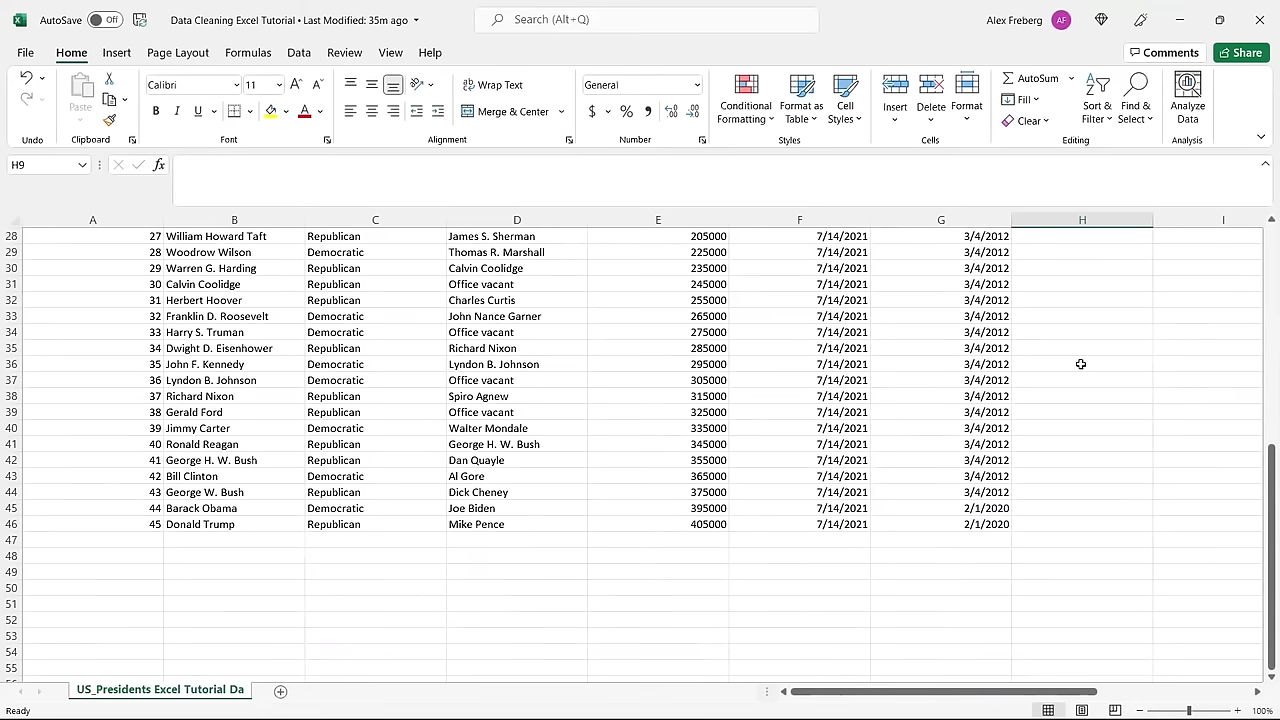 AutoSave Off Data Cleaning Excel Tutorial • Last Modified: 35m ago Search (Alt+Q) Alex Freberg AF
File Home Insert Page Layout Formulas Data Review View Help Comments Share
Paste Calibri 11 Wrap Text General Conditional Formatting Format as Table Cell Styles Insert Delete Format AutoSum Sort & Filter Find & Select Analyze Data
B I U Merge & Center $ % Fill
Clear
Undo Clipboard Font Alignment Number Styles Cells Editing Analysis
H9 fx
A B C D E F G H I
28 27 William Howard Taft Republican James S. Sherman 205000 7/14/2021 3/4/2012
29 28 Woodrow Wilson Democratic Thomas R. Marshall 225000 7/14/2021 3/4/2012
30 29 Warren G. Harding Republican Calvin Coolidge 235000 7/14/2021 3/4/2012
31 30 Calvin Coolidge Republican Office vacant 245000 7/14/2021 3/4/2012
32 31 Herbert Hoover Republican Charles Curtis 255000 7/14/2021 3/4/2012
33 32 Franklin D. Roosevelt Democratic John Nance Garner 265000 7/14/2021 3/4/2012
34 33 Harry S. Truman Democratic Office vacant 275000 7/14/2021 3/4/2012
35 34 Dwight D. Eisenhower Republican Richard Nixon 285000 7/14/2021 3/4/2012
36 35 John F. Kennedy Democratic Lyndon B. Johnson 295000 7/14/2021 3/4/2012
37 36 Lyndon B. Johnson Democratic Office vacant 305000 7/14/2021 3/4/2012
38 37 Richard Nixon Republican Spiro Agnew 315000 7/14/2021 3/4/2012
39 38 Gerald Ford Republican Office vacant 325000 7/14/2021 3/4/2012
40 39 Jimmy Carter Democratic Walter Mondale 335000 7/14/2021 3/4/2012
41 40 Ronald Reagan Republican George H. W. Bush 345000 7/14/2021 3/4/2012
42 41 George H. W. Bush Republican Dan Quayle 355000 7/14/2021 3/4/2012
43 42 Bill Clinton Democratic Al Gore 365000 7/14/2021 3/4/2012
44 43 George W. Bush Republican Dick Cheney 375000 7/14/2021 3/4/2012
45 44 Barack Obama Democratic Joe Biden 395000 7/14/2021 2/1/2020
46 45 Donald Trump Republican Mike Pence 405000 7/14/2021 2/1/2020
47
48
49
50
51
52
53
54
55
US_Presidents Excel Tutorial Da
Ready 100%